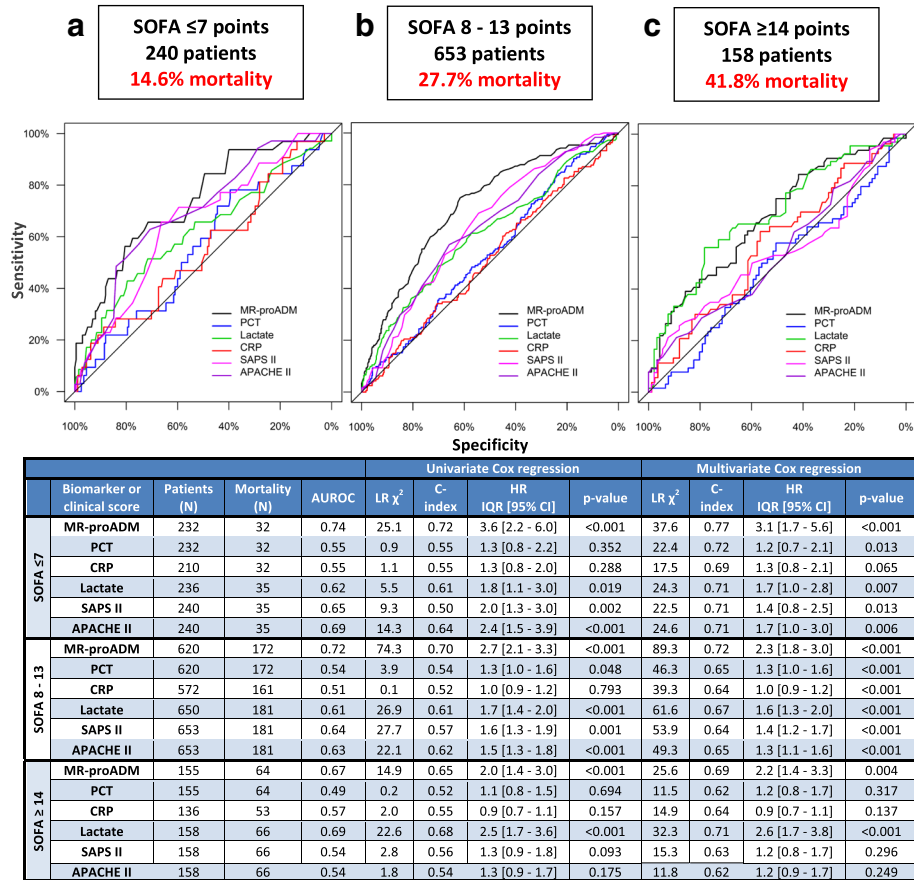 a
SOFA ≤7 points
240 patients
14.6% mortality
b
SOFA 8 - 13 points
653 patients
27.7% mortality
c
SOFA ≥14 points
158 patients
41.8% mortality
Sensitivity
100%
80%
60%
40%
20%
0%
MR-proADM
PCT
Lactate
CRP
SAPS II
APACHE II
100% 80% 60% 40% 20% 0%
MR-proADM
PCT
Lactate
CRP
SAPS II
APACHE II
100% 80% 60% 40% 20% 0%
MR-proADM
PCT
Lactate
CRP
SAPS II
APACHE II
100% 80% 60% 40% 20% 0%
Specificity
Univariate Cox regression Multivariate Cox regression
Biomarker or clinical score Patients (N) Mortality (N) AUROC LR χ² C-index HR IQR [95% CI] p-value LR χ² C-index HR IQR [95% CI] p-value
SOFA ≤7
MR-proADM 232 32 0.74 25.1 0.72 3.6 [2.2 - 6.0] <0.001 37.6 0.77 3.1 [1.7 - 5.6] <0.001
PCT 232 32 0.55 0.9 0.55 1.3 [0.8 - 2.2] 0.352 22.4 0.72 1.2 [0.7 - 2.1] 0.013
CRP 210 32 0.55 1.1 0.55 1.3 [0.8 - 2.0] 0.288 17.5 0.69 1.3 [0.8 - 2.1] 0.065
Lactate 236 35 0.62 5.5 0.61 1.8 [1.1 - 3.0] 0.019 24.3 0.71 1.7 [1.0 - 2.8] 0.007
SAPS II 240 35 0.65 9.3 0.50 2.0 [1.3 - 3.0] 0.002 22.5 0.71 1.4 [0.8 - 2.5] 0.013
APACHE II 240 35 0.69 14.3 0.64 2.4 [1.5 - 3.9] <0.001 24.6 0.71 1.7 [1.0 - 3.0] 0.006
SOFA 8 - 13
MR-proADM 620 172 0.72 74.3 0.70 2.7 [2.1 - 3.3] <0.001 89.3 0.72 2.3 [1.8 - 3.0] <0.001
PCT 620 172 0.54 3.9 0.54 1.3 [1.0 - 1.6] 0.048 46.3 0.65 1.3 [1.0 - 1.6] <0.001
CRP 572 161 0.51 0.1 0.52 1.0 [0.9 - 1.2] 0.793 39.3 0.64 1.0 [0.9 - 1.2] <0.001
Lactate 650 181 0.61 26.9 0.61 1.7 [1.4 - 2.0] <0.001 61.6 0.67 1.6 [1.3 - 2.0] <0.001
SAPS II 653 181 0.64 27.7 0.57 1.6 [1.3 - 1.9] 0.001 53.9 0.64 1.4 [1.2 - 1.7] <0.001
APACHE II 653 181 0.63 22.1 0.62 1.5 [1.3 - 1.8] <0.001 49.3 0.65 1.3 [1.1 - 1.6] <0.001
SOFA ≥ 14
MR-proADM 155 64 0.67 14.9 0.65 2.0 [1.4 - 3.0] <0.001 25.6 0.69 2.2 [1.4 - 3.3] 0.004
PCT 155 64 0.49 0.2 0.52 1.1 [0.8 - 1.5] 0.694 11.5 0.62 1.2 [0.8 - 1.7] 0.317
CRP 136 53 0.57 2.0 0.55 0.9 [0.7 - 1.1] 0.157 14.9 0.64 0.9 [0.7 - 1.1] 0.137
Lactate 158 66 0.69 22.6 0.68 2.5 [1.7 - 3.6] <0.001 32.3 0.71 2.6 [1.7 - 3.8] <0.001
SAPS II 158 66 0.54 2.8 0.56 1.3 [0.9 - 1.8] 0.093 15.3 0.63 1.2 [0.8 - 1.7] 0.296
APACHE II 158 66 0.54 1.8 0.54 1.3 [0.9 - 1.7] 0.175 11.8 0.62 1.2 [0.9 - 1.7] 0.249